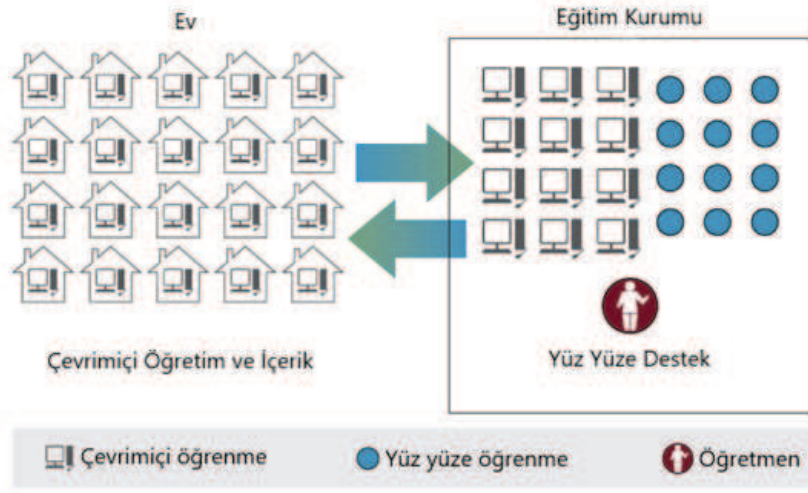 Ev
Eğitim Kurumu
Çevrimiçi Öğretim ve İçerik
Yüz Yüze Destek
Çevrimiçi öğrenme
Yüz yüze öğrenme
Öğretmen